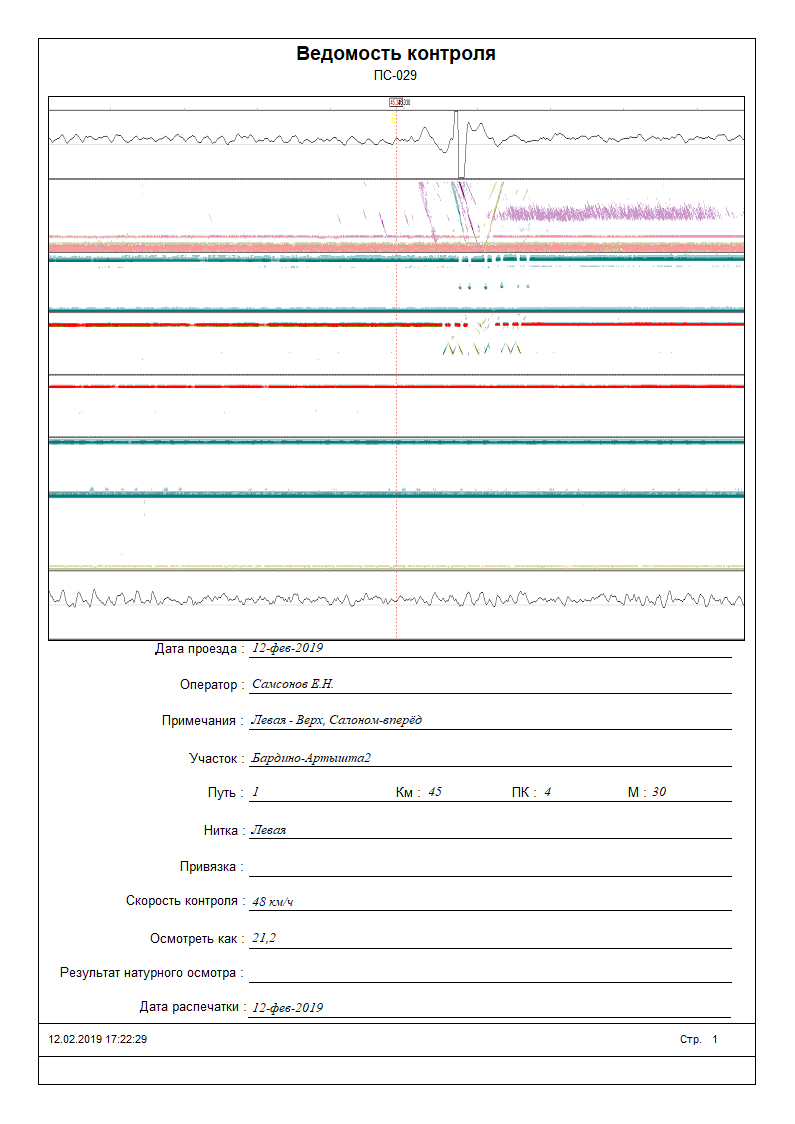 Ведомость контроля
ПС-029
Дата проезда : 12-фев-2019
Оператор : Самсонов Е.Н.
Примечания : Левая - Верх, Салоном-вперёд
Участок : Бардино-Артышта2
Путь : 1 Км : 45 ПК : 4 М : 30
Нитка : Левая
Привязка :
Скорость контроля : 48 км/ч
Осмотреть как : 21,2
Результат натурного осмотра :
Дата распечатки : 12-фев-2019
12.02.2019 17:22:29 Стр. 1